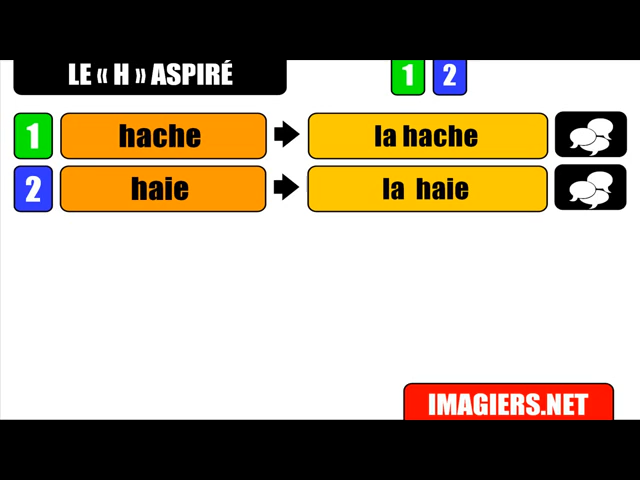 LE « H » ASPIRÉ 1 2
1 hache la hache
2 haie la haie
IMAGIERS.NET